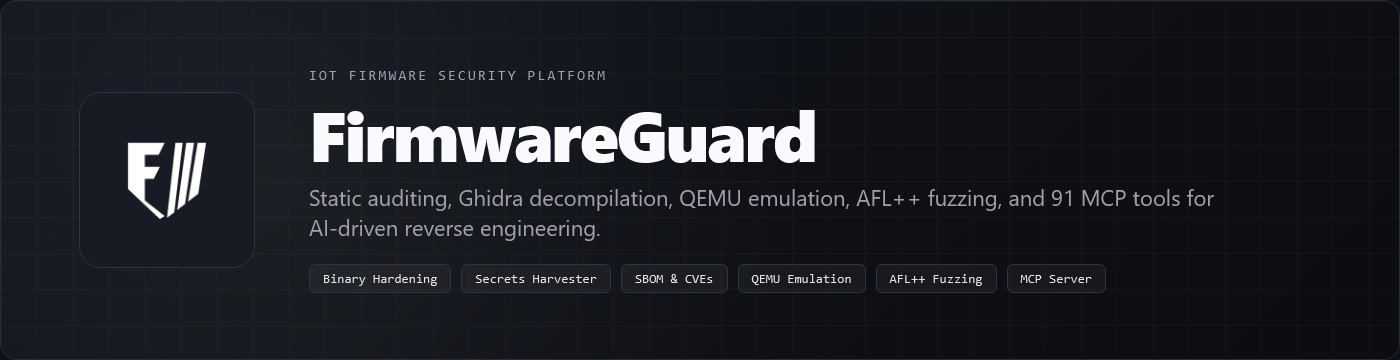 IOT FIRMWARE SECURITY PLATFORM
FirmwareGuard
Static auditing, Ghidra decompilation, QEMU emulation, AFL++ fuzzing, and 91 MCP tools for
AI-driven reverse engineering.
Binary Hardening
Secrets Harvester
SBOM & CVEs
QEMU Emulation
AFL++ Fuzzing
MCP Server